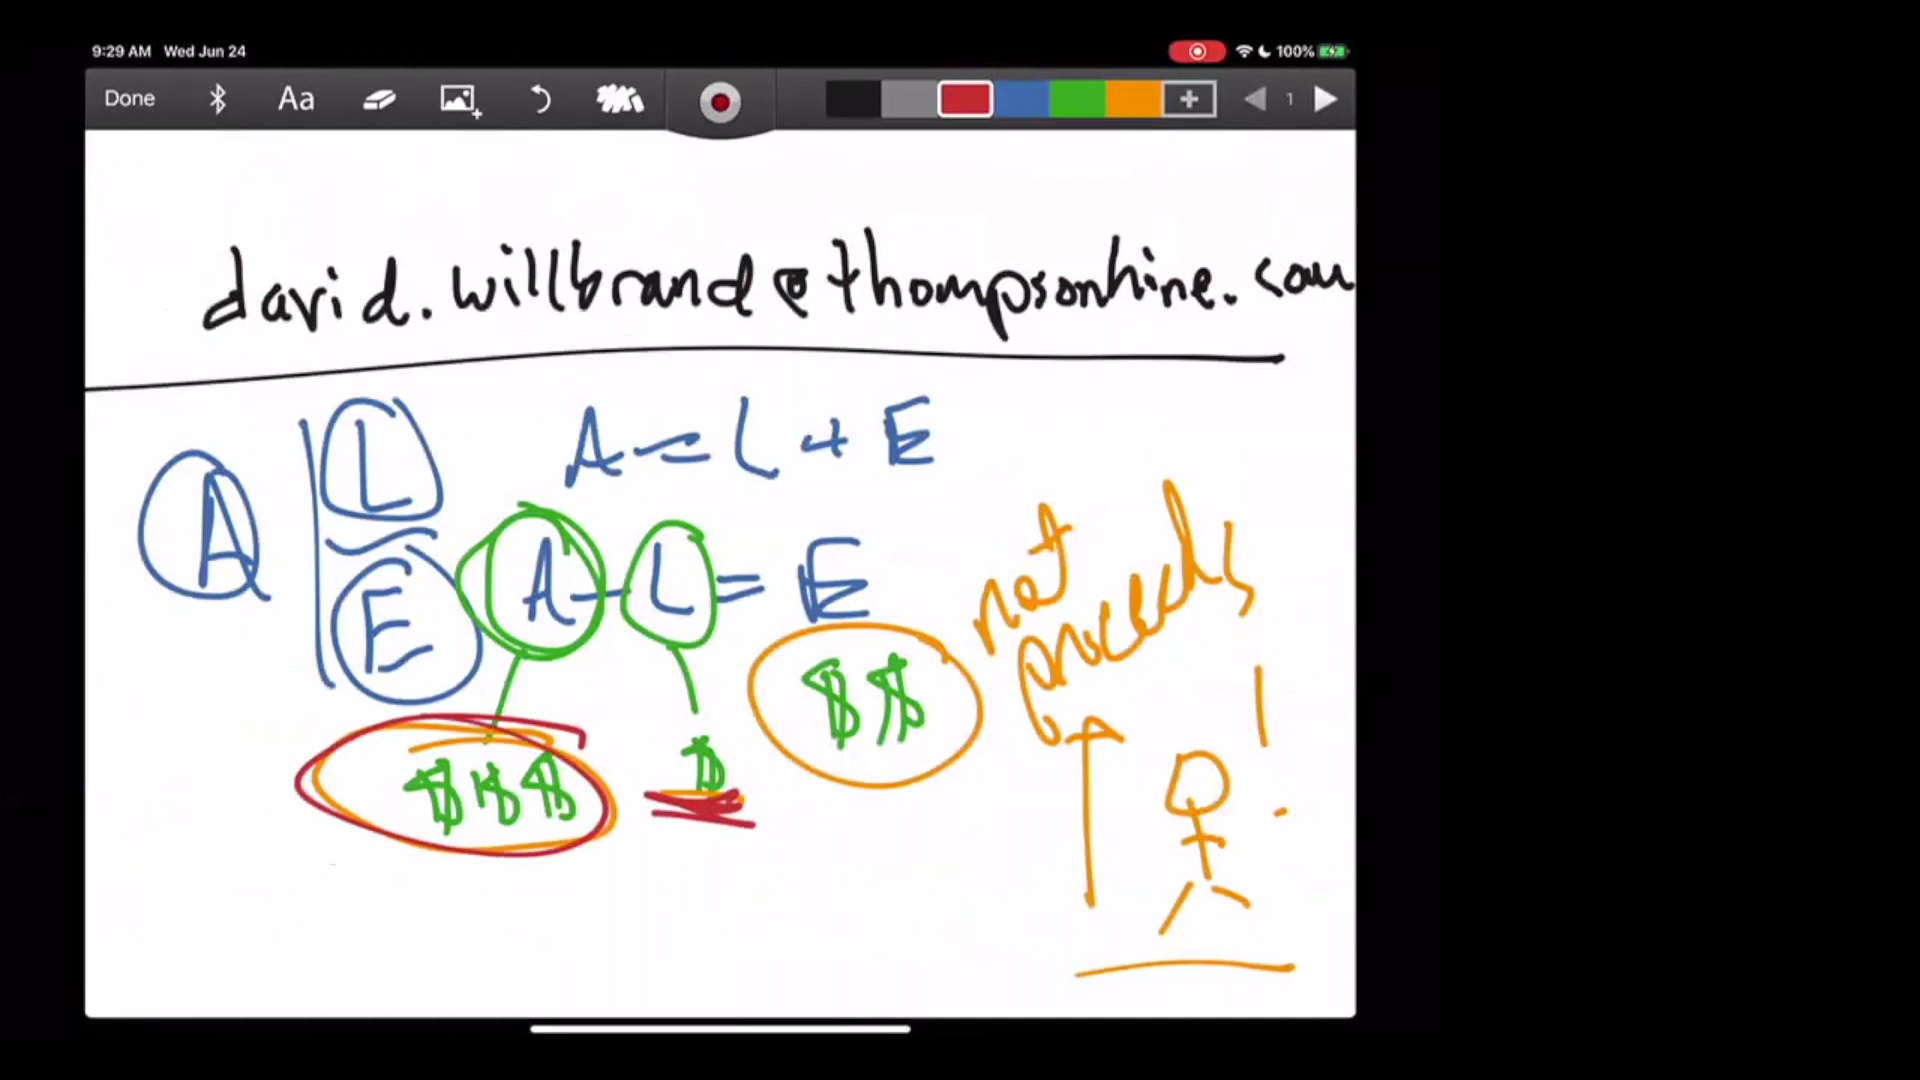 9:29 AM Wed Jun 24
100%
Done
Aa
1
david.willbrand@thompsonhine.com
A L
E
A = L + E
A - L = E
net
proceeds
$$$ $ $$
!